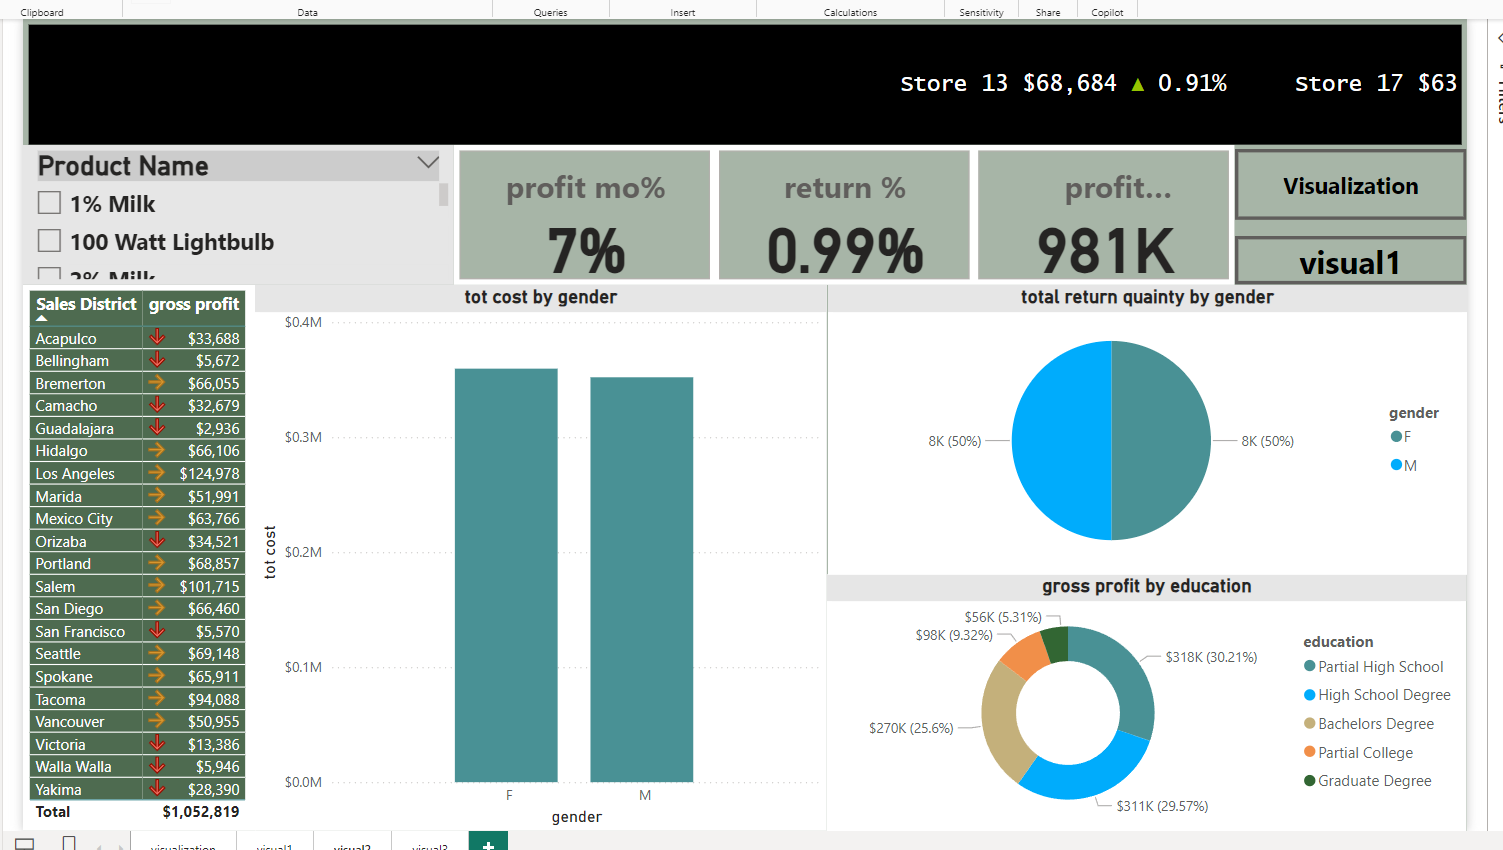 Clipboard Data Queries Insert Calculations Sensitivity Share Copilot
Store 13 $68,684 ▲ 0.91% Store 17 $63
Product Name
1% Milk
100 Watt Lightbulb
2% Milk
profit mo%
7%
return %
0.99%
profit...
981K
Visualization
visual1
Sales District gross profit
Acapulco $33,688
Bellingham $5,672
Bremerton $66,055
Camacho $32,679
Guadalajara $2,936
Hidalgo $66,106
Los Angeles $124,978
Marida $51,991
Mexico City $63,766
Orizaba $34,521
Portland $68,857
Salem $101,715
San Diego $66,460
San Francisco $5,570
Seattle $69,148
Spokane $65,911
Tacoma $94,088
Vancouver $50,955
Victoria $13,386
Walla Walla $5,946
Yakima $28,390
Total $1,052,819
tot cost by gender
tot cost
$0.4M
$0.3M
$0.2M
$0.1M
$0.0M
F M
gender
total return quainty by gender
8K (50%) 8K (50%)
gender
F
M
gross profit by education
$56K (5.31%)
$98K (9.32%)
$318K (30.21%)
$270K (25.6%)
$311K (29.57%)
education
Partial High School
High School Degree
Bachelors Degree
Partial College
Graduate Degree
visualization visual1 visual2 visual3 +